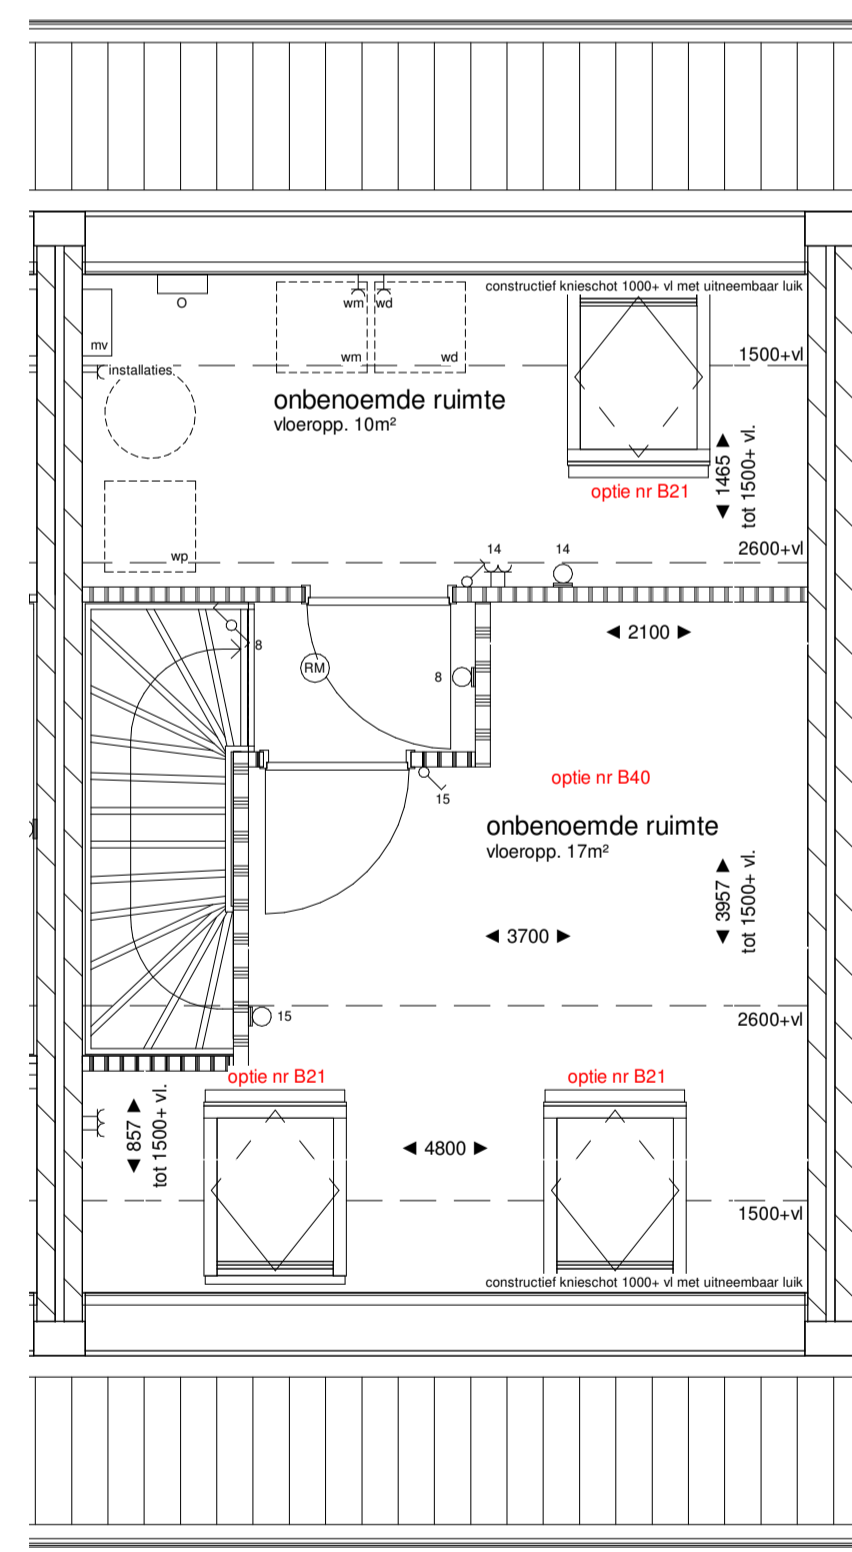 constructief knieschot 1000+ vl met uitneembaar luik
wm
wd
mv
wm
wd
1500+vl
installaties
onbenoemde ruimte
vloeropp. 10m²
1465
tot 1500+ vl.
optie nr B21
wp
14
14
2600+vl
8
2100
RM
8
optie nr B40
15
onbenoemde ruimte
vloeropp. 17m²
3957
tot 1500+ vl.
3700
15
2600+vl
optie nr B21
optie nr B21
857
tot 1500+ vl.
4800
1500+vl
constructief knieschot 1000+ vl met uitneembaar luik